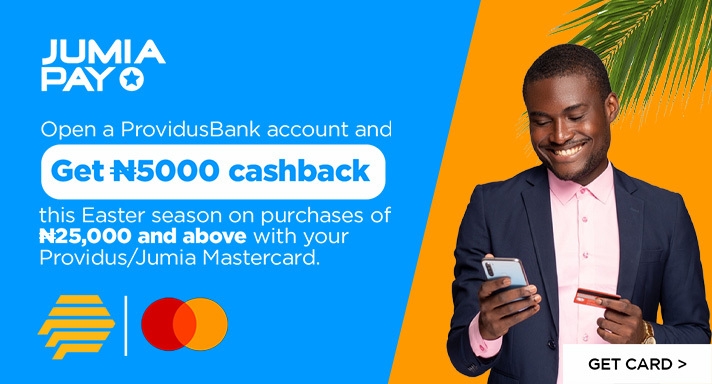 JUMIA
PAY
Open a ProvidusBank account and
Get ₦5000 cashback
this Easter season on purchases of
₦25,000 and above with your
Providus/Jumia Mastercard.
GET CARD >